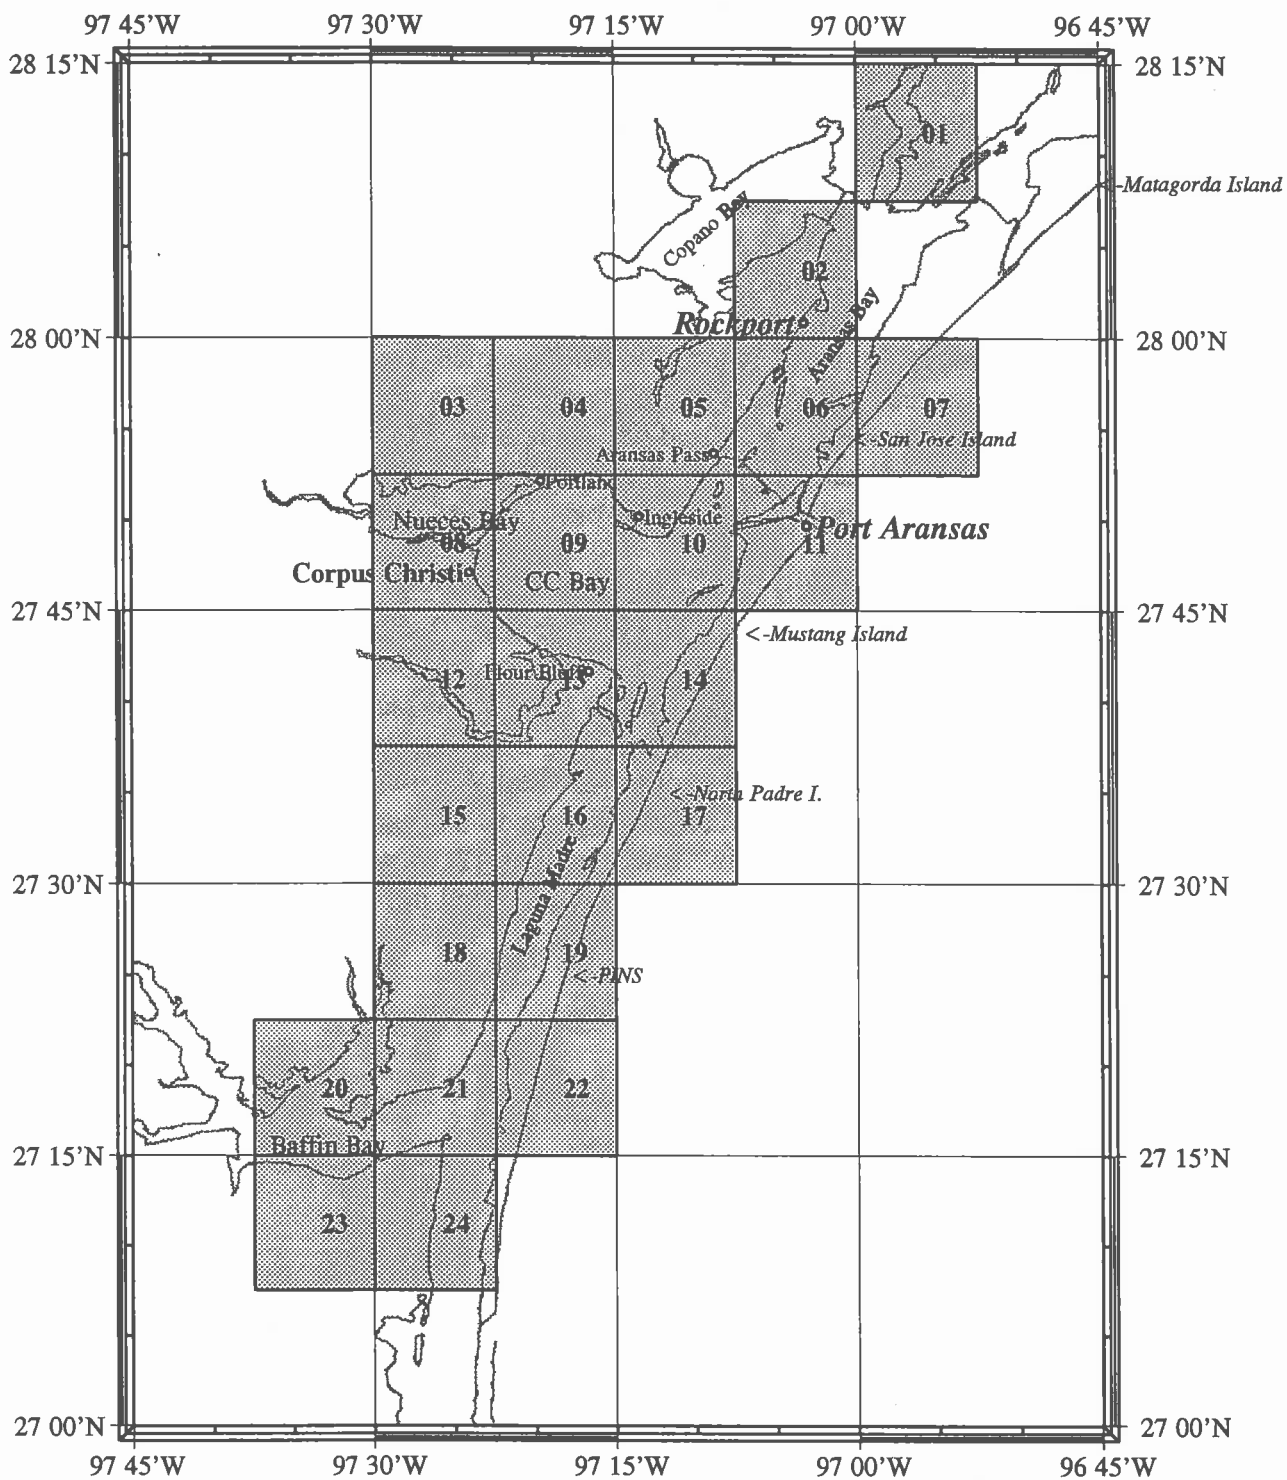 97 45'W 97 30'W 97 15'W 97 00'W 96 45'W
28 15'N 28 15'N
01
<-Matagorda Island
Copano Bay
02
Rockport
Aransas Bay
28 00'N 28 00'N
03 04 05 06 07
<-San Jose Island
Aransas Pass
Portland
Nueces Bay
Ingleside
Port Aransas
08 09 10 11
Corpus Christi
CC Bay
27 45'N 27 45'N
<-Mustang Island
Flour Bluff
12 13 14
<-North Padre I.
15 16 17
Laguna Madre
27 30'N 27 30'N
18 19
<-PINS
20 21 22
Baffin Bay
27 15'N 27 15'N
23 24
27 00'N 27 00'N
97 45'W 97 30'W 97 15'W 97 00'W 96 45'W